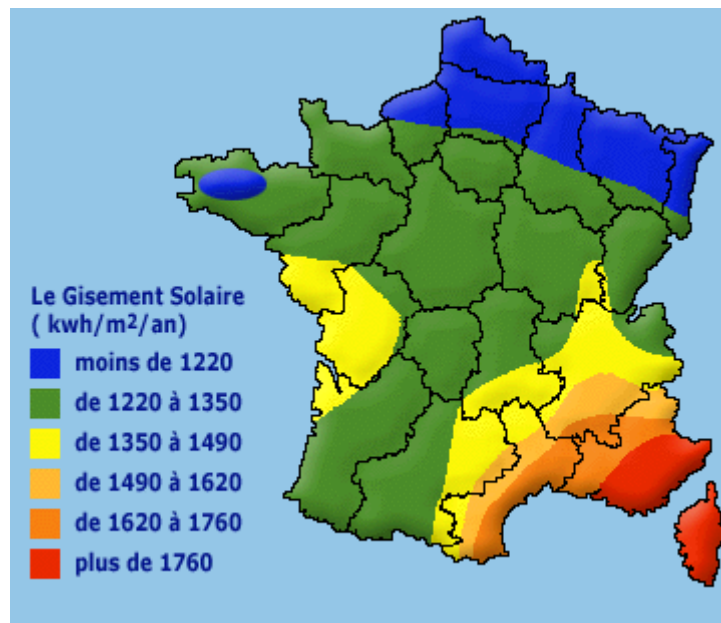 Le Gisement Solaire
( kwh/m2/an)
moins de 1220
de 1220 à 1350
de 1350 à 1490
de 1490 à 1620
de 1620 à 1760
plus de 1760